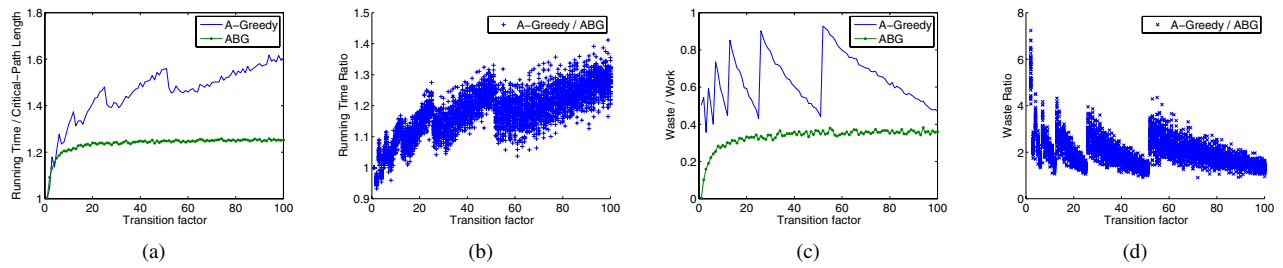 1.8
1.6
1.4
1.2
1
0 20 40 60 80 100
Running Time / Critical-Path Length
Transition factor
A-Greedy
ABG
(a)
1.5
1.4
1.3
1.2
1.1
1
0.9
0 20 40 60 80 100
Running Time Ratio
Transition factor
A-Greedy / ABG
(b)
1
0.8
0.6
0.4
0.2
0
0 20 40 60 80 100
Waste / Work
Transition factor
A-Greedy
ABG
(c)
8
6
4
2
0
0 20 40 60 80 100
Waste Ratio
Transition factor
A-Greedy / ABG
(d)